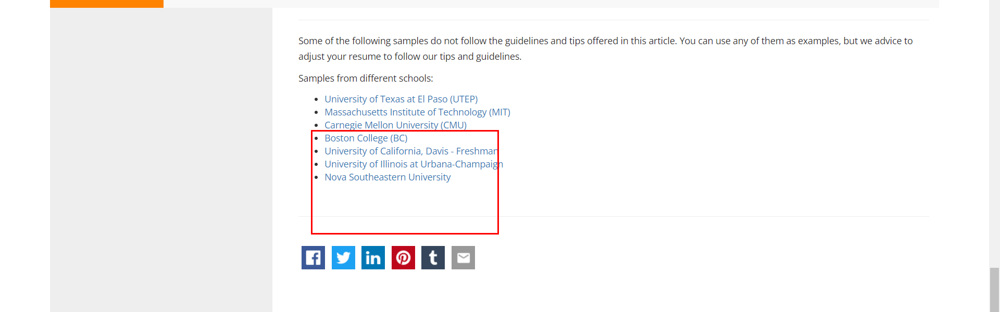 Some of the following samples do not follow the guidelines and tips offered in this article. You can use any of them as examples, but we advice to
adjust your resume to follow our tips and guidelines.
Samples from different schools:
University of Texas at El Paso (UTEP)
Massachusetts Institute of Technology (MIT)
Carnegie Mellon University (CMU)
Boston College (BC)
University of California, Davis - Freshman
University of Illinois at Urbana-Champaign
Nova Southeastern University